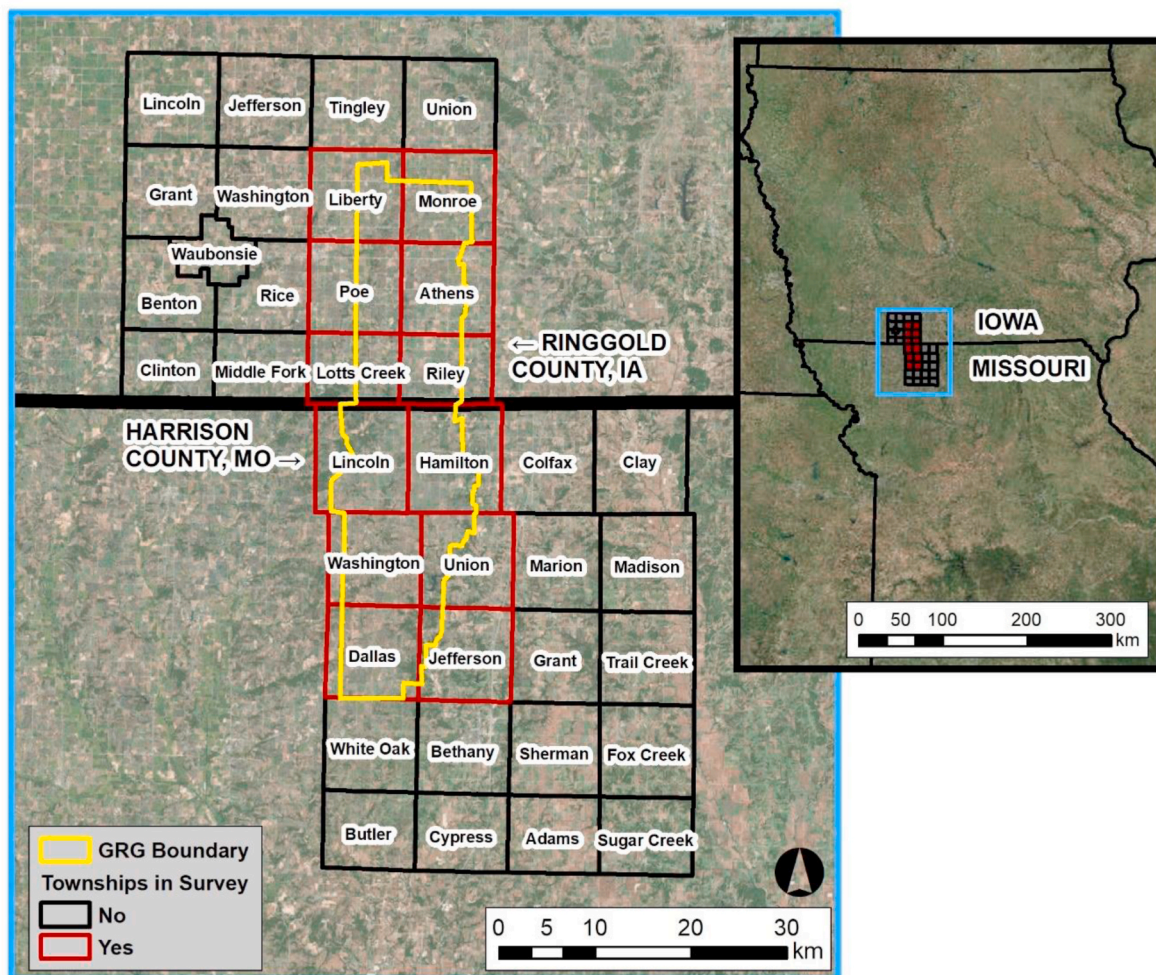 Lincoln Jefferson Tingley Union
Grant Washington Liberty Monroe
Waubonsie
Benton Rice Poe Athens
Clinton Middle Fork Lotts Creek Riley
← RINGGOLD
COUNTY, IA
HARRISON
COUNTY, MO →
Lincoln Hamilton Colfax Clay
Washington Union Marion Madison
Dallas Jefferson Grant Trail Creek
White Oak Bethany Sherman Fox Creek
Butler Cypress Adams Sugar Creek
GRG Boundary
Townships in Survey
No
Yes
0 5 10 20 30
km
IOWA
MISSOURI
0 50 100 200 300
km